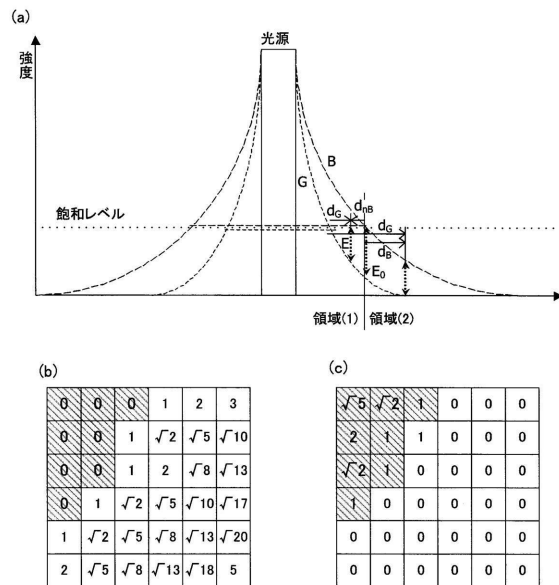 (a)
光源
強度
B
G
d_G
d^I_nB
飽和レベル
d_G
E
d_B
E_0
領域(1)
領域(2)
(b)
0 0 0 1 2 3
0 0 1 √2 √5 √10
0 0 1 2 √8 √13
0 1 √2 √5 √10 √17
1 √2 √5 √8 √13 √20
2 √5 √8 √13 √18 5
(c)
√5 √2 1 0 0 0
2 1 1 0 0 0
√2 1 0 0 0 0
1 0 0 0 0 0
0 0 0 0 0 0
0 0 0 0 0 0